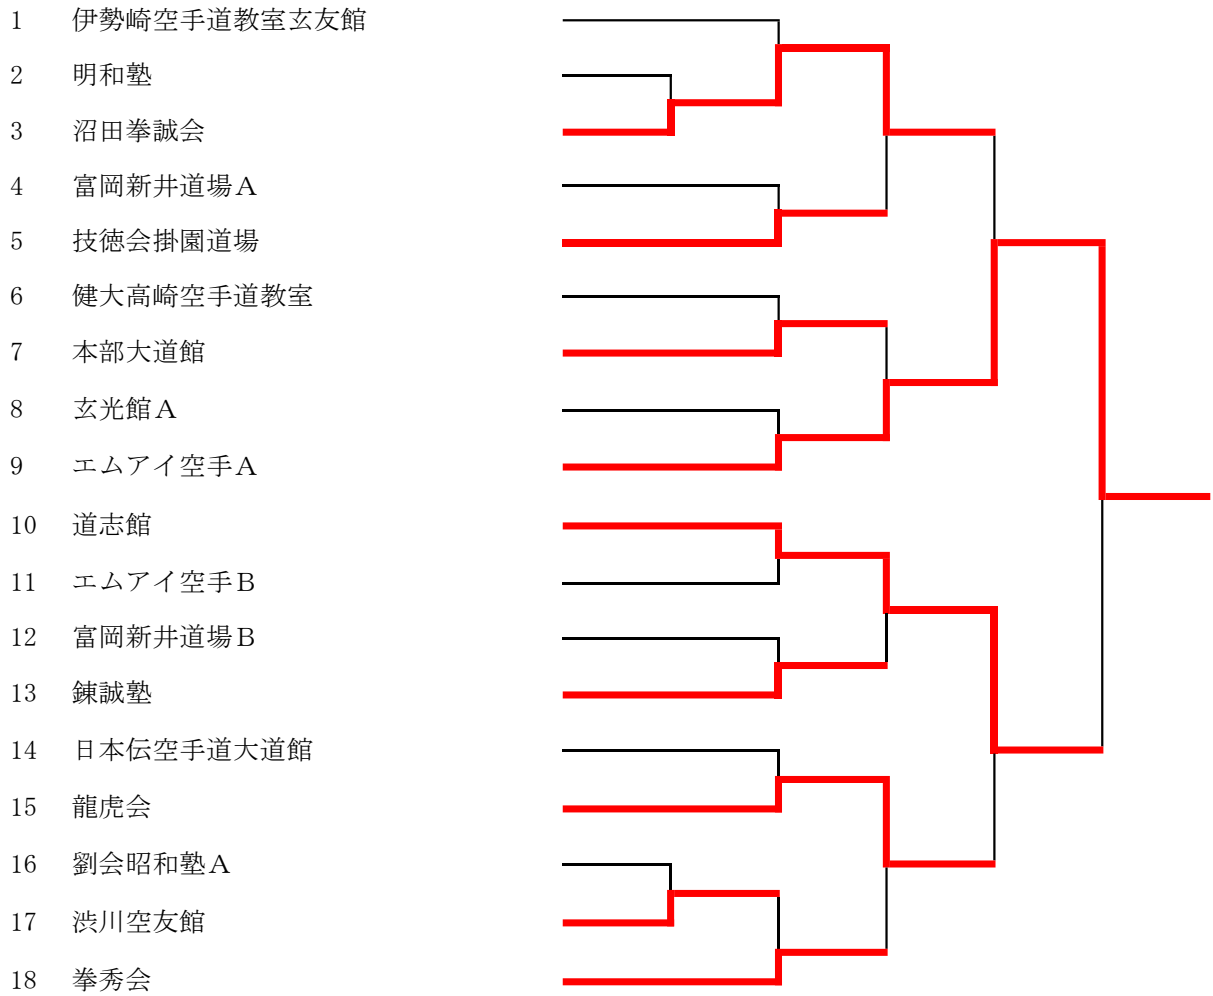 1 伊勢崎空手道教室玄友館
2 明和塾
3 沼田拳誠会
4 富岡新井道場Ａ
5 技徳会掛園道場
6 健大高崎空手道教室
7 本部大道館
8 玄光館Ａ
9 エムアイ空手Ａ
10 道志館
11 エムアイ空手Ｂ
12 富岡新井道場Ｂ
13 錬誠塾
14 日本伝空手道大道館
15 龍虎会
16 劉会昭和塾Ａ
17 渋川空友館
18 拳秀会